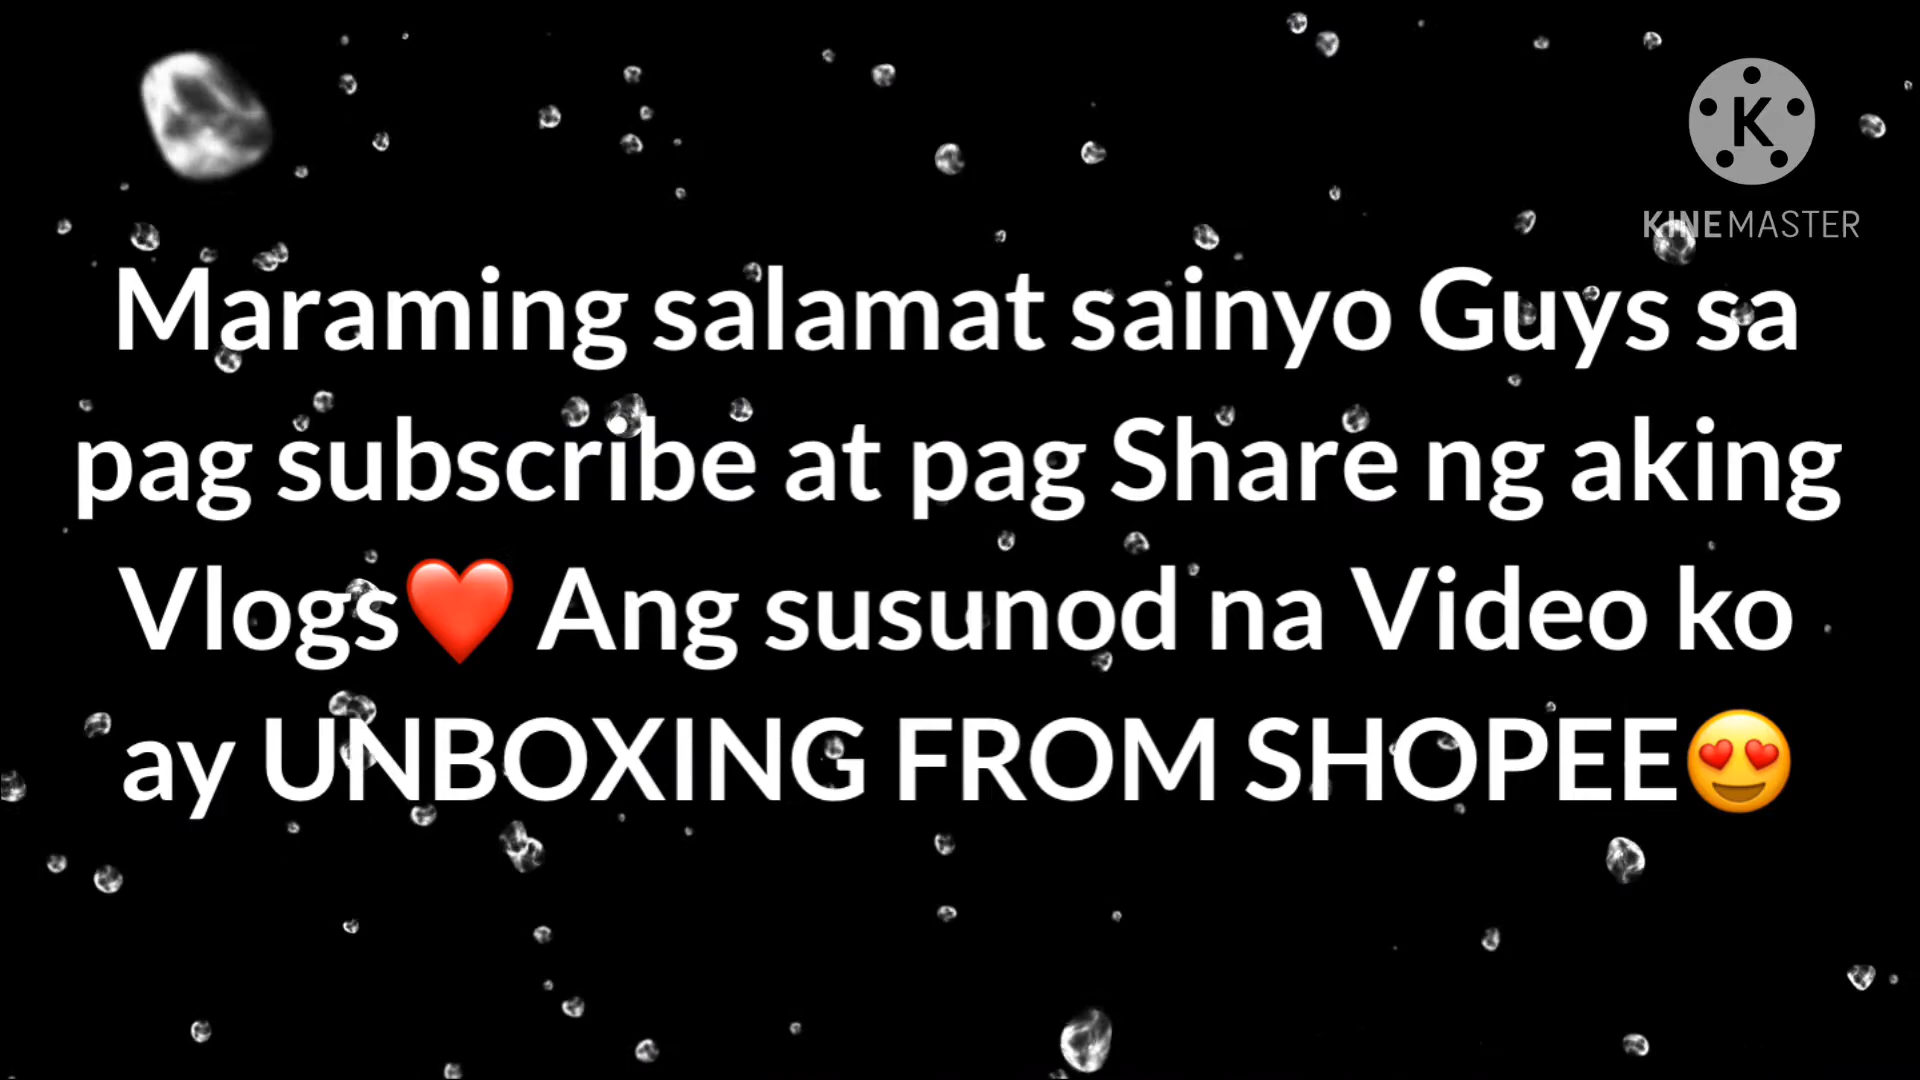 K
KINEMASTER
Maraming salamat sainyo Guys sa
pag subscribe at pag Share ng aking
Vlogs❤️ Ang susunod na Video ko
ay UNBOXING FROM SHOPEE😍